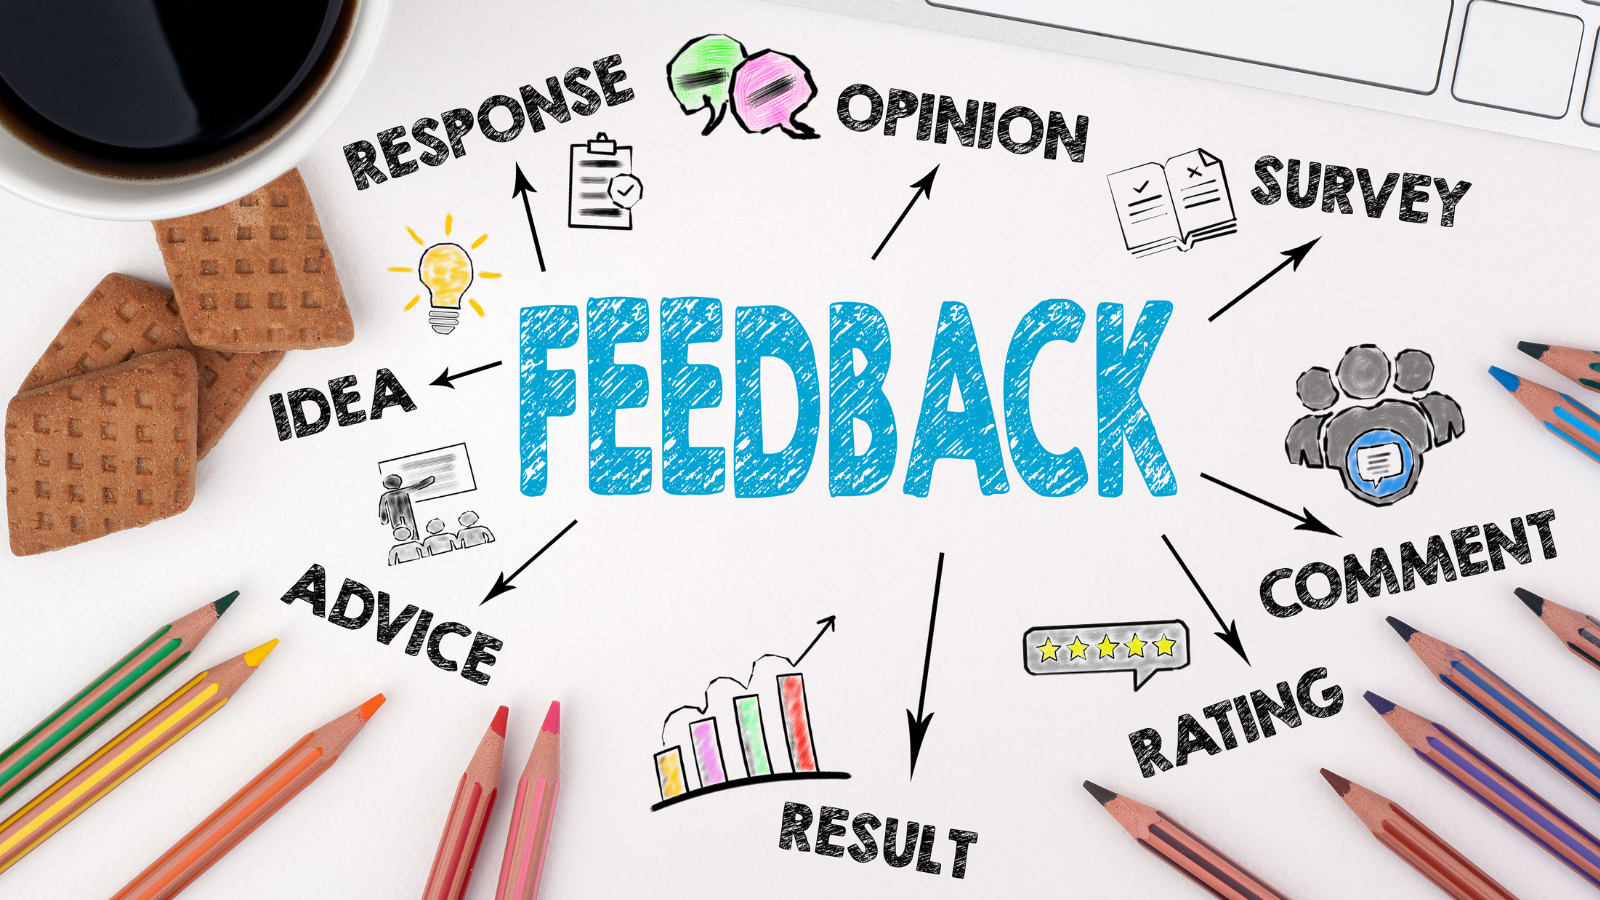 RESPONSE
OPINION
SURVEY
IDEA
FEEDBACK
ADVICE
COMMENT
RATING
RESULT